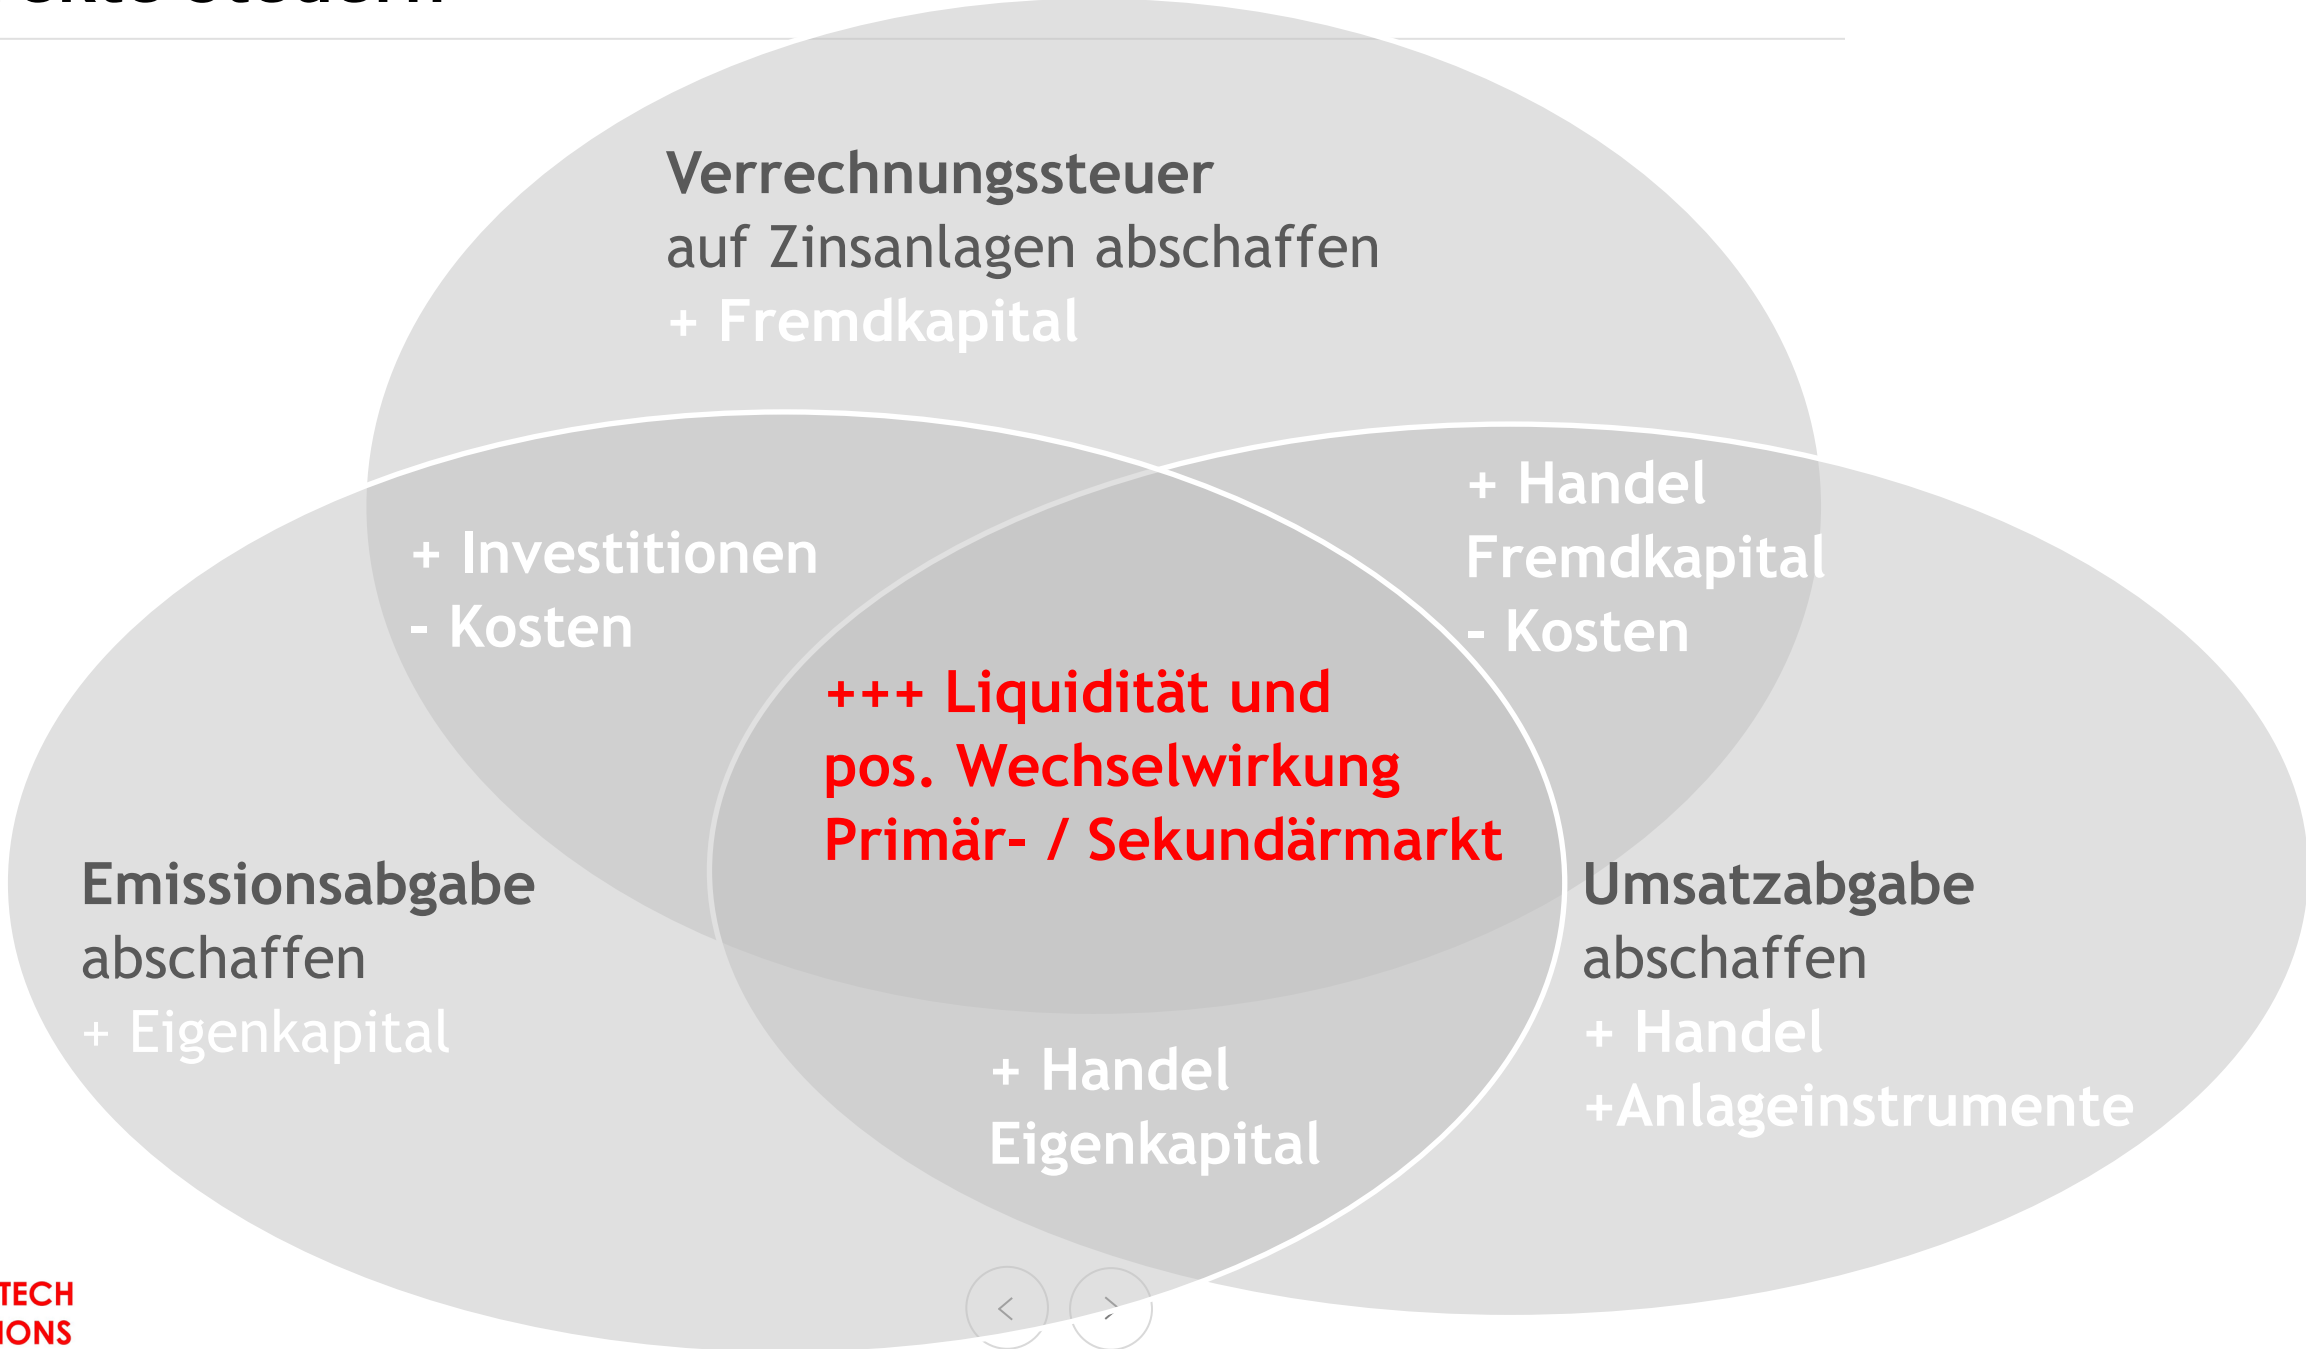 Verrechnungssteuer
auf Zinsanlagen abschaffen
+ Fremdkapital
+ Investitionen
- Kosten
+ Handel
Fremdkapital
- Kosten
+++ Liquidität und
pos. Wechselwirkung
Primär- / Sekundärmarkt
Emissionsabgabe
abschaffen
+ Eigenkapital
Umsatzabgabe
abschaffen
+ Handel
+Anlageinstrumente
+ Handel
Eigenkapital
TECH
IONS